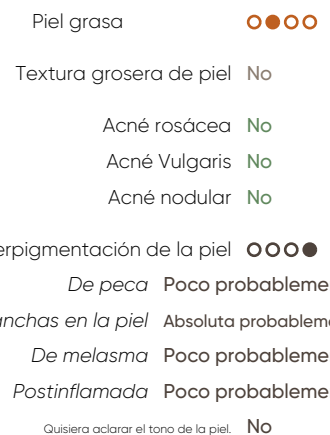 Piel grasa
Textura grosera de piel No
Acné rosácea No
Acné Vulgaris No
Acné nodular No
erpigmentación de la piel
De peca Poco probableme
anchas en la piel Absoluta probableme
De melasma Poco probableme
Postinflamada Poco probableme
Quisiera aclarar el tono de la piel. No